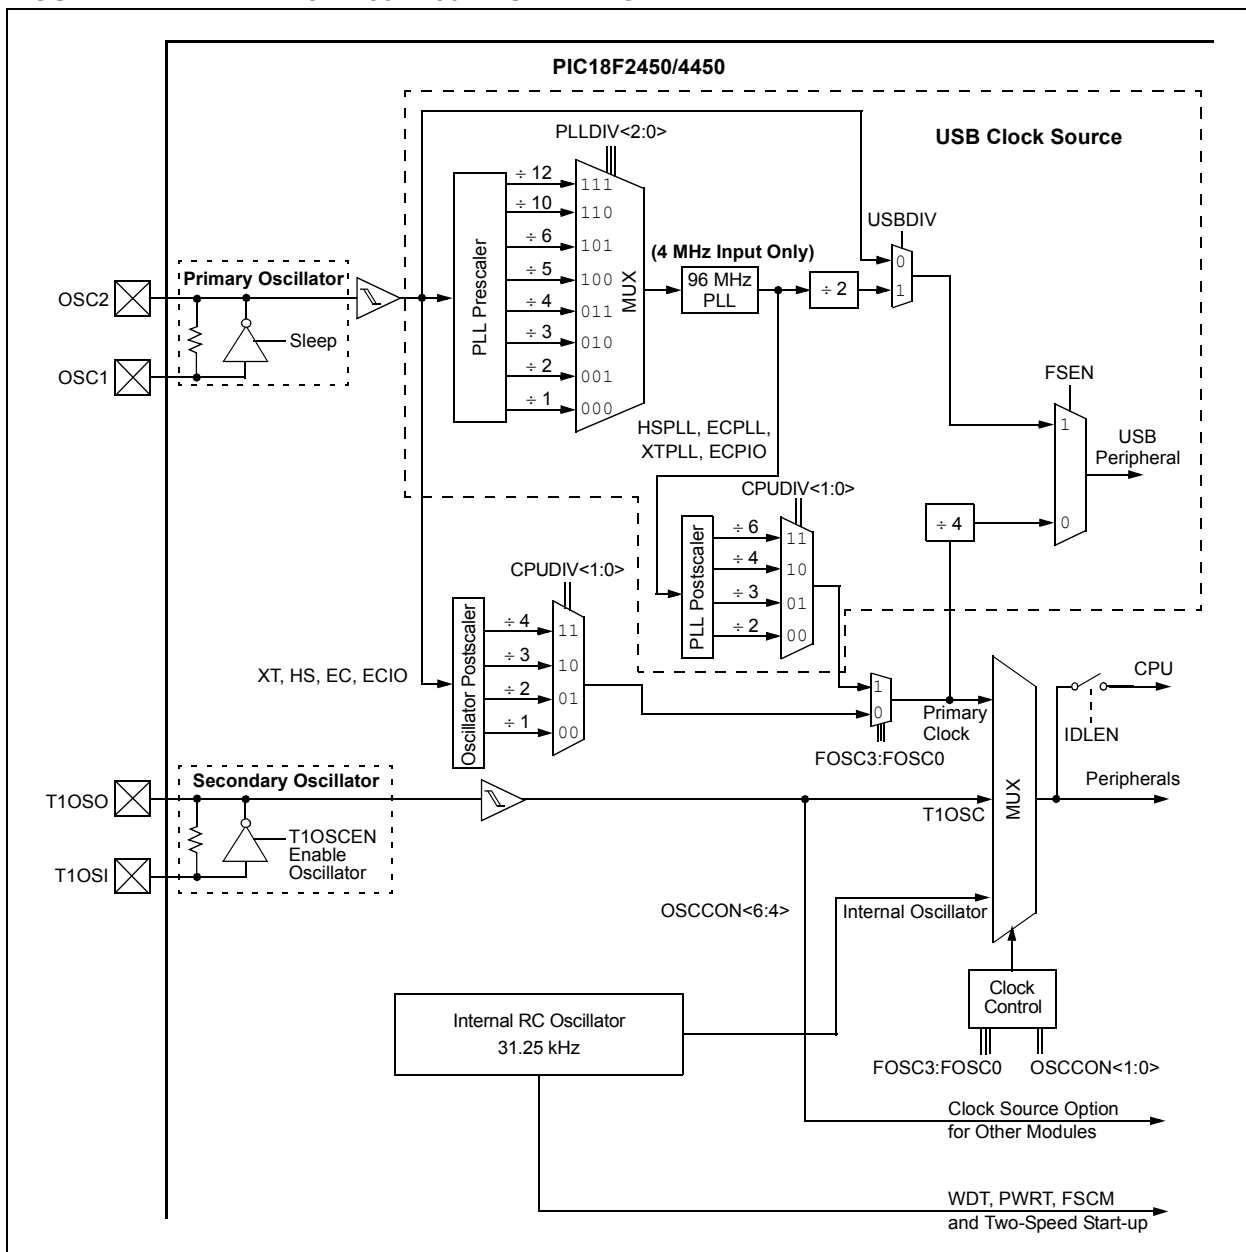 PIC18F2450/4450
USB Clock Source
PLLDIV<2:0>
PLL Prescaler
÷ 12
÷ 10
÷ 6
÷ 5
÷ 4
÷ 3
÷ 2
÷ 1
111
110
101
100
011
010
001
000
MUX
(4 MHz Input Only)
96 MHz
PLL
÷ 2
USBDIV
0
1
OSC2
OSC1
Primary Oscillator
Sleep
HSPLL, ECPLL,
XTPLL, ECPIO
FSEN
1
0
USB
Peripheral
÷ 4
CPUDIV<1:0>
PLL Postscaler
÷ 6
÷ 4
÷ 3
÷ 2
11
10
01
00
CPUDIV<1:0>
XT, HS, EC, ECIO
Oscillator Postscaler
÷ 4
÷ 3
÷ 2
÷ 1
11
10
01
00
1
0
FOSC3:FOSC0
Primary
Clock
CPU
IDLEN
Peripherals
MUX
T1OSO
T1OSI
Secondary Oscillator
T1OSCEN
Enable
Oscillator
T1OSC
OSCCON<6:4>
Internal Oscillator
Clock
Control
FOSC3:FOSC0
OSCCON<1:0>
Internal RC Oscillator
31.25 kHz
Clock Source Option
for Other Modules
WDT, PWRT, FSCM
and Two-Speed Start-up